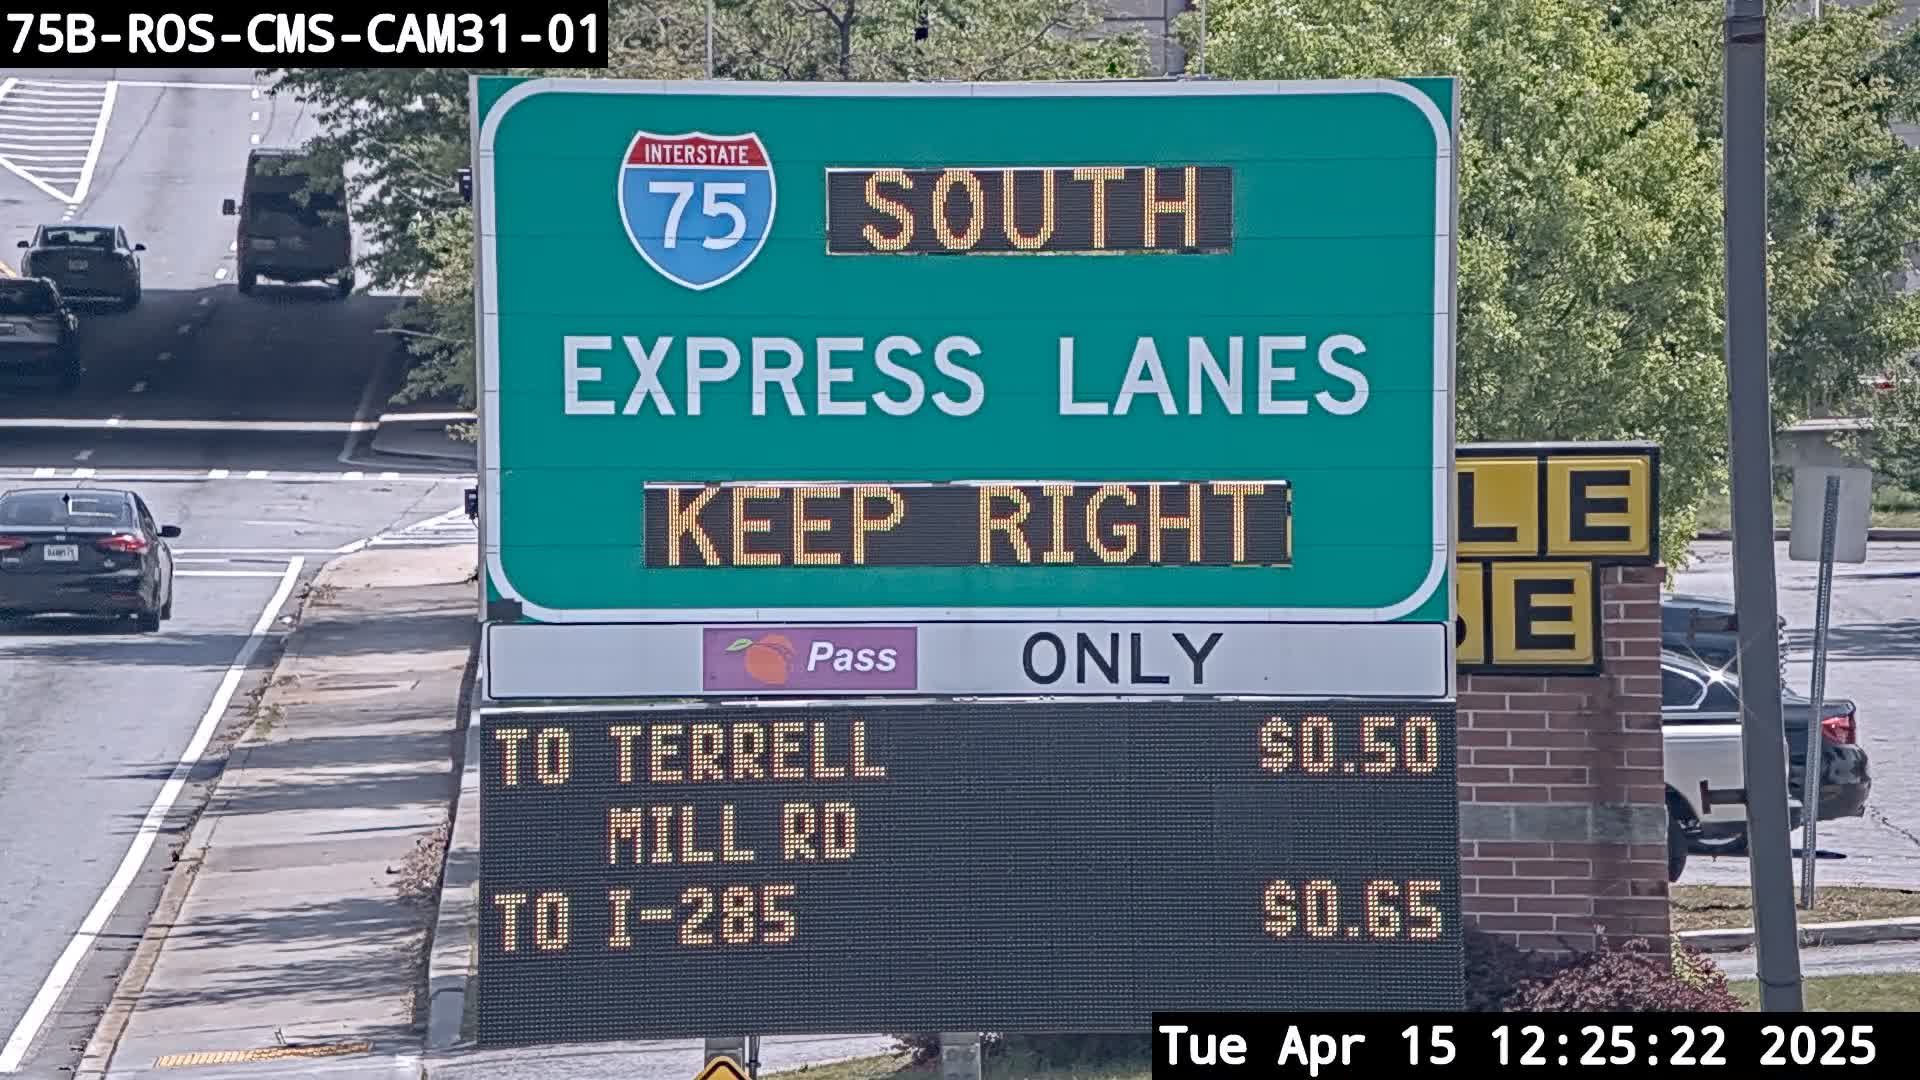 75B-ROS-CMS-CAM31-01
INTERSTATE
75
SOUTH
EXPRESS LANES
KEEP RIGHT
Pass ONLY
TO TERRELL $0.50
MILL RD
TO I-285 $0.65
LE
E
Tue Apr 15 12:25:22 2025